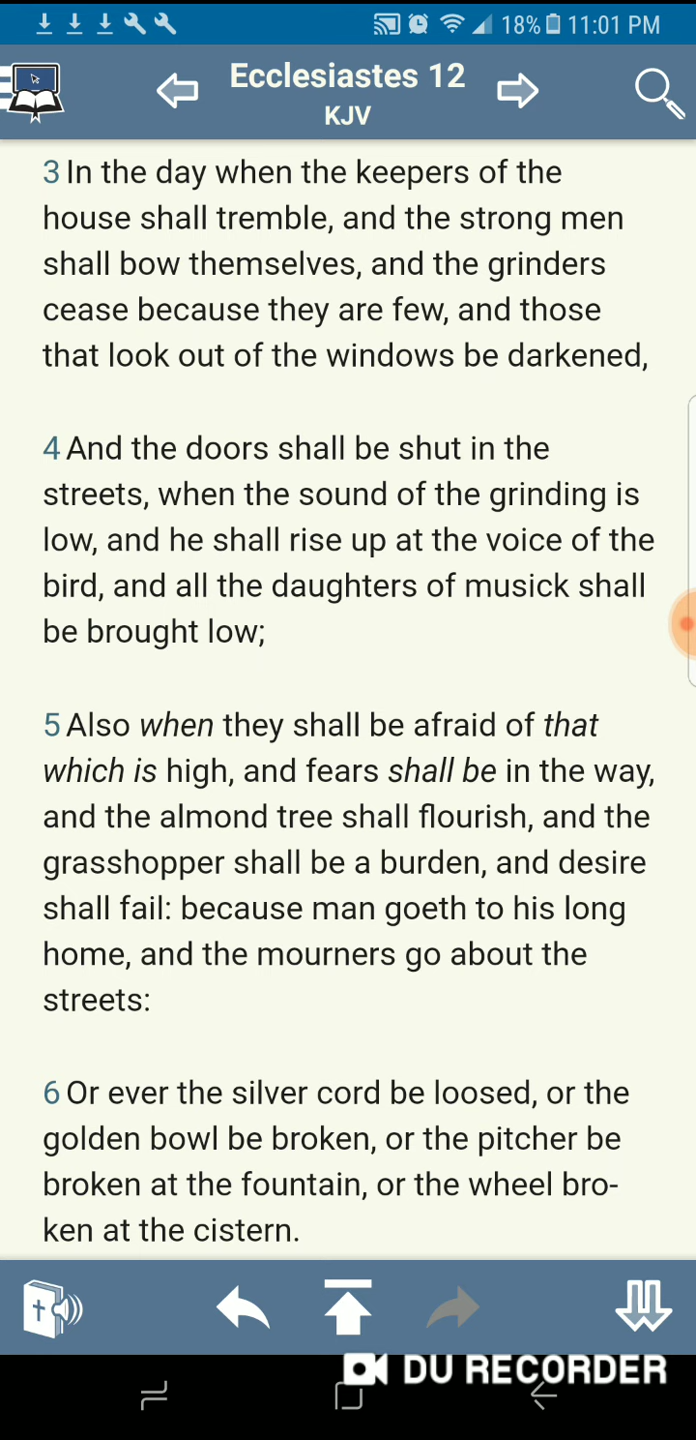 18% 11:01 PM
Ecclesiastes 12
KJV
3 In the day when the keepers of the
house shall tremble, and the strong men
shall bow themselves, and the grinders
cease because they are few, and those
that look out of the windows be darkened,
4 And the doors shall be shut in the
streets, when the sound of the grinding is
low, and he shall rise up at the voice of the
bird, and all the daughters of musick shall
be brought low;
5 Also when they shall be afraid of that
which is high, and fears shall be in the way,
and the almond tree shall flourish, and the
grasshopper shall be a burden, and desire
shall fail: because man goeth to his long
home, and the mourners go about the
streets:
6 Or ever the silver cord be loosed, or the
golden bowl be broken, or the pitcher be
broken at the fountain, or the wheel bro-
ken at the cistern.
DU RECORDER